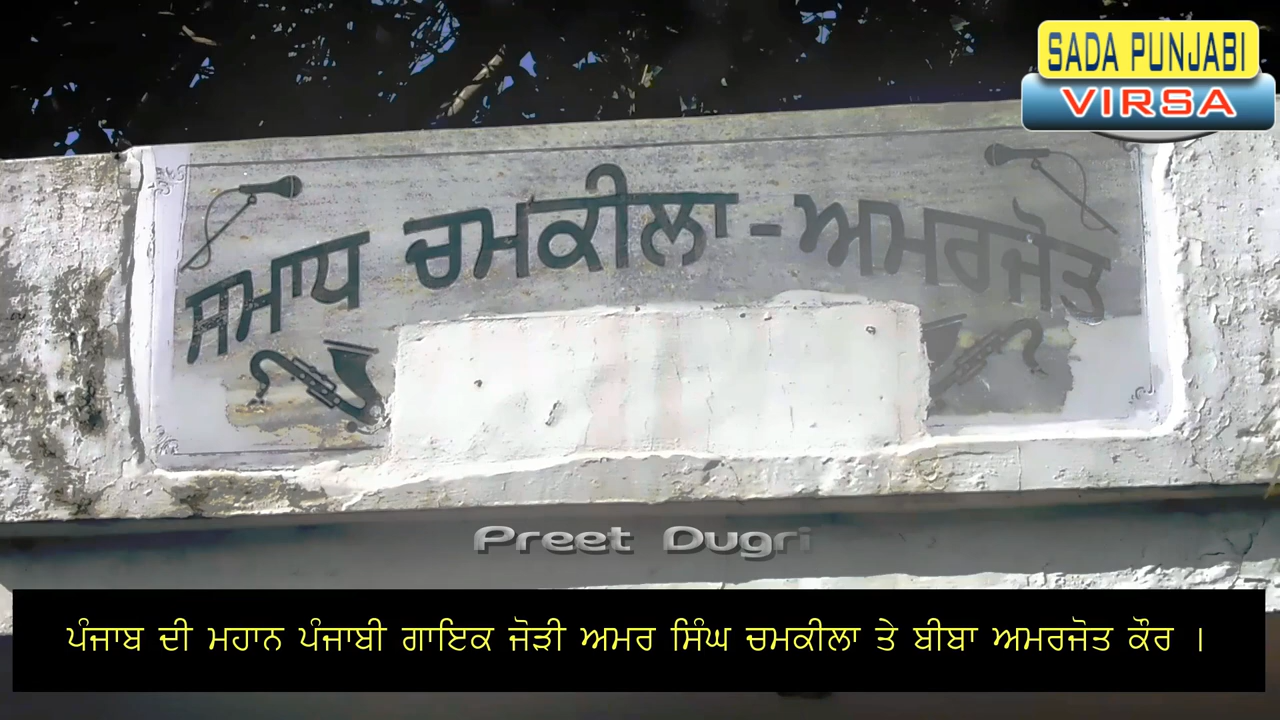 SADA PUNJABI
VIRSA
ਸਮਾਧ ਚਮਕੀਲਾ-ਅਮਰਜੋਤ
Preet Dugri
ਪੰਜਾਬ ਦੀ ਮਹਾਨ ਪੰਜਾਬੀ ਗਾਇਕ ਜੋੜੀ ਅਮਰ ਸਿੰਘ ਚਮਕੀਲਾ ਤੇ ਬੀਬਾ ਅਮਰਜੋਤ ਕੌਰ ।